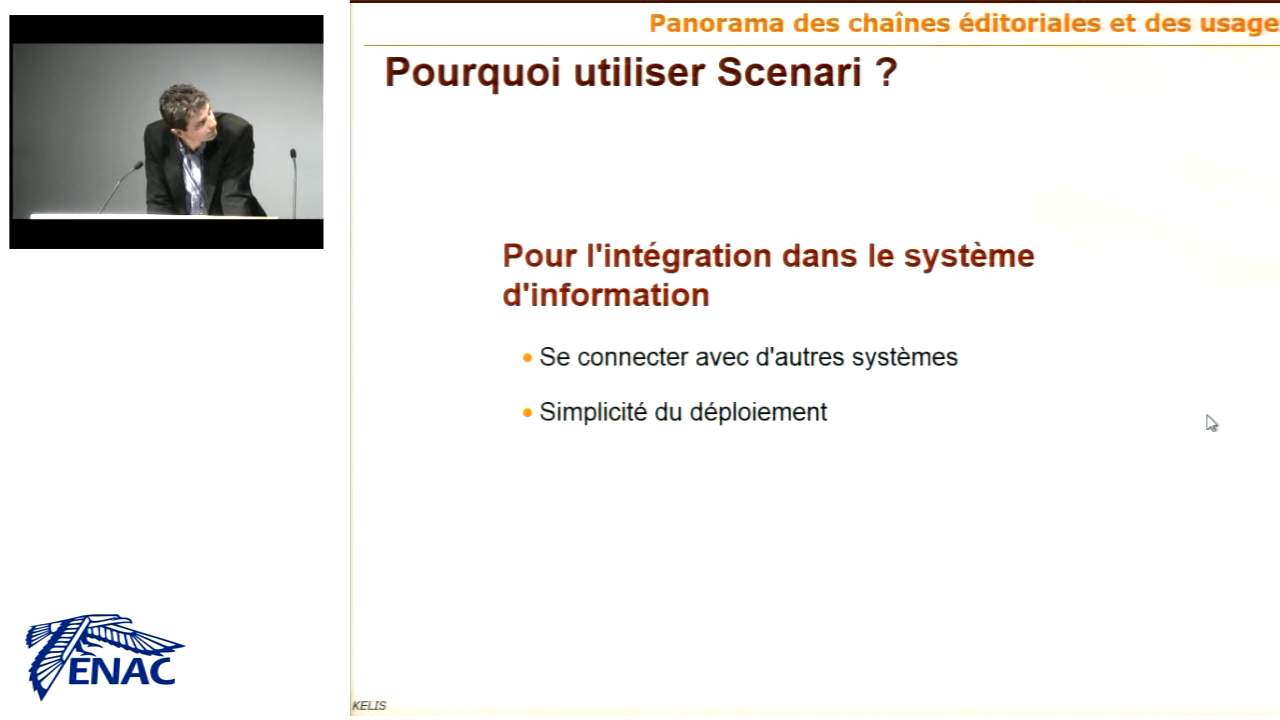 Panorama des chaînes éditoriales et des usage
Pourquoi utiliser Scenari ?
Pour l'intégration dans le système
d'information
Se connecter avec d'autres systèmes
Simplicité du déploiement
ENAC
KELIS